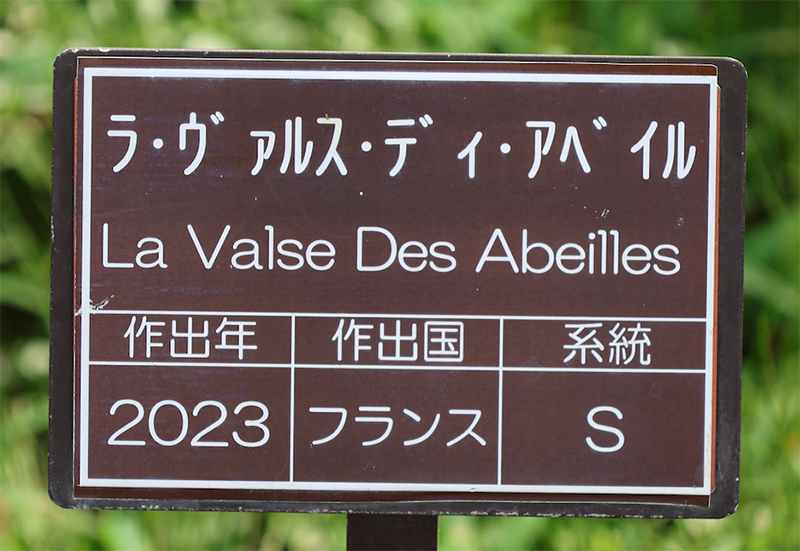 ラ・ヴァルス・ディ・アベイル
La Valse Des Abeilles
作出年 作出国 系統
2023 フランス S